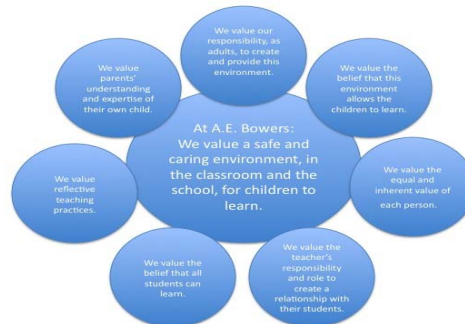 We value our
responsibility, as
adults, to create
and provide this
environment.
We value the
belief that this
environment
allows the
children to learn.
We value the
equal and
inherent value of
each person.
We value the
teacher's
responsibility
and role to
create a
relationship with
their students.
We value the
belief that all
students can
learn.
We value
reflective
teaching
practices.
We value
parents'
understanding
and expertise of
their own child.
At A.E. Bowers:
We value a safe and
caring environment, in
the classroom and the
school, for children to
learn.